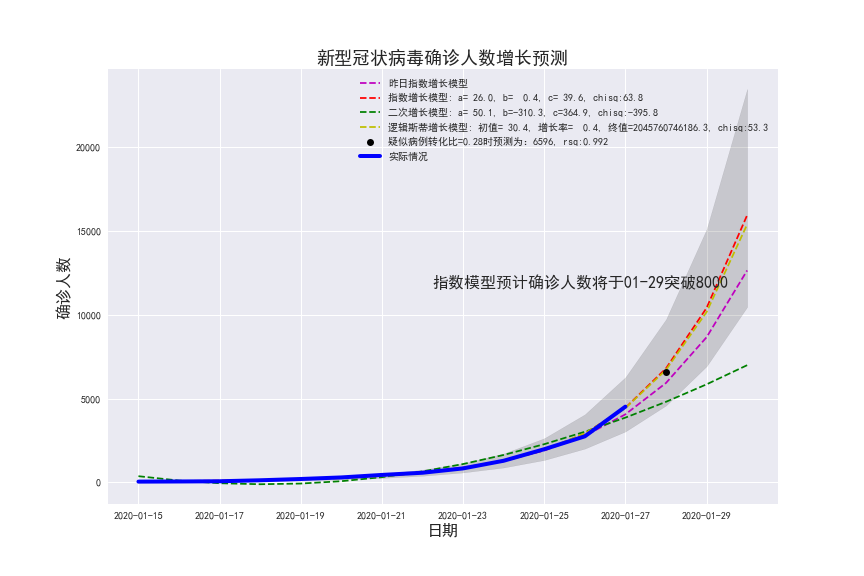 新型冠状病毒确诊人数增长预测
昨日指数增长模型
指数增长模型: a= 26.0, b=  0.4, c= 39.6, chisq:63.8
二次增长模型: a= 50.1, b=-310.3, c=364.9, chisq:-395.8
逻辑斯蒂增长模型: 初值= 30.4, 增长率=  0.4, 终值=2045760746186.3, chisq:53.3
疑似病例转化比=0.28时预测为: 6596, rsq:0.992
实际情况
20000
15000
10000
5000
0
确诊人数
指数模型预计确诊人数将于01-29突破8000
2020-01-15 2020-01-17 2020-01-19 2020-01-21 2020-01-23 2020-01-25 2020-01-27 2020-01-29
日期